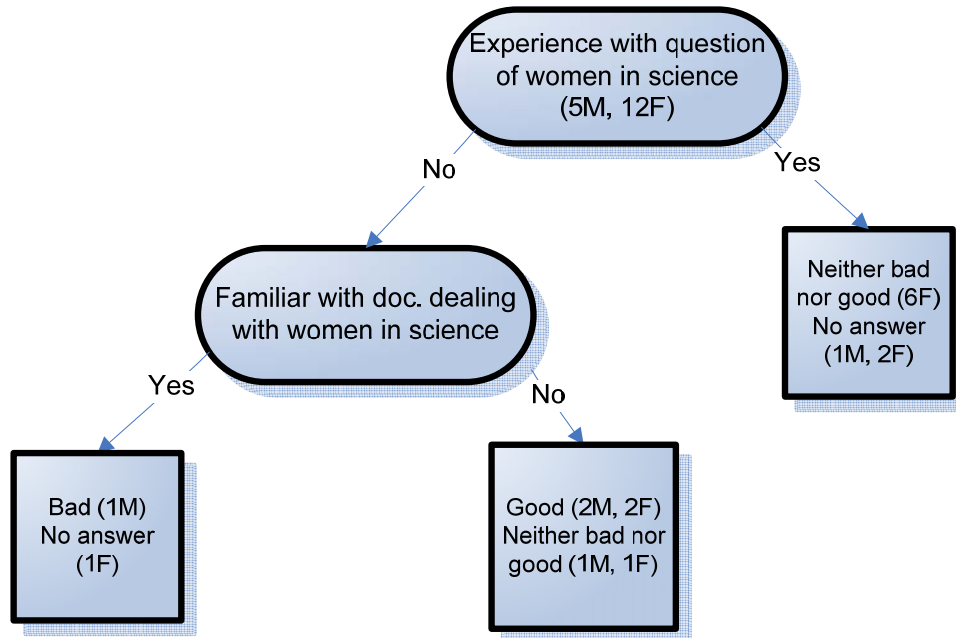 Experience with question
of women in science
(5M, 12F)
No
Yes
Neither bad
nor good (6F)
No answer
(1M, 2F)
Familiar with doc. dealing
with women in science
Yes
No
Bad (1M)
No answer
(1F)
Good (2M, 2F)
Neither bad nor
good (1M, 1F)